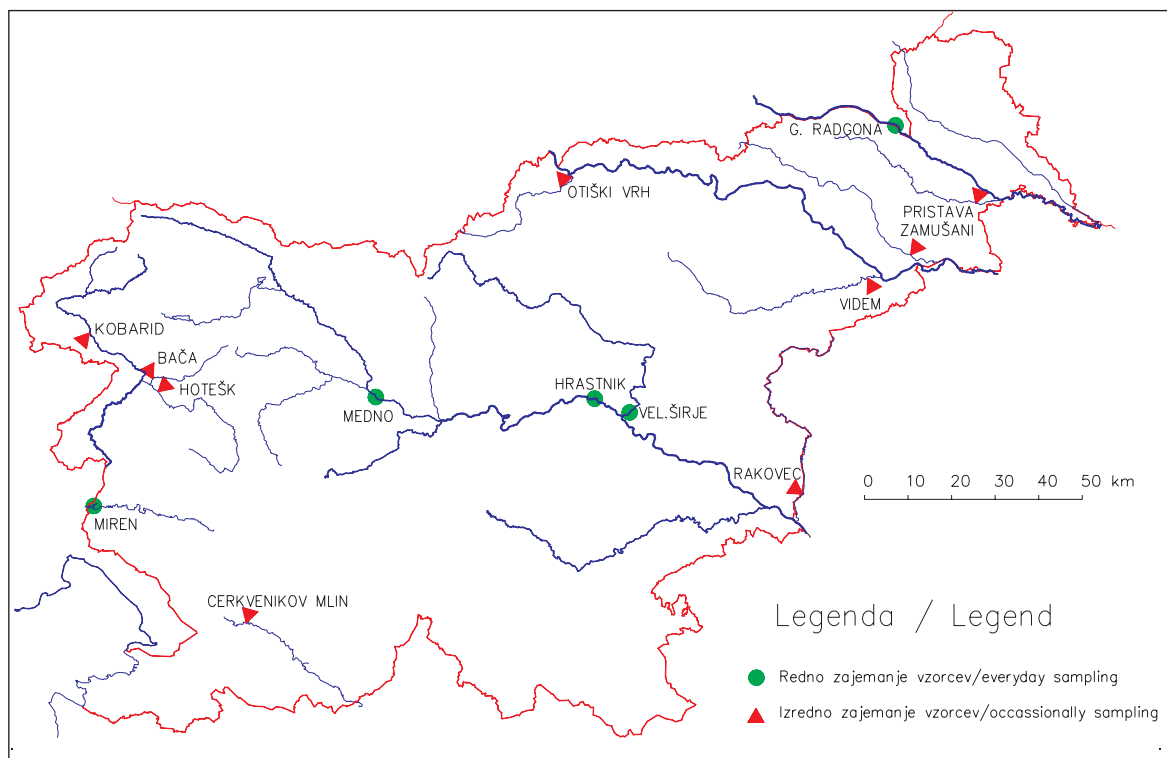 G. RADGONA
OTIŠKI VRH
PRISTAVA
ZAMUŠANI
VIDEM
KOBARID
BAČA
HOTEŠK
HRASTNIK
MEDNO
VEL.ŠIRJE
RAKOVEC
0 10 20 30 40 50 km
MIREN
CERKVENIKOV MLIN
Legenda / Legend
Redno zajemanje vzorcev/everyday sampling
Izredno zajemanje vzorcev/occassionally sampling